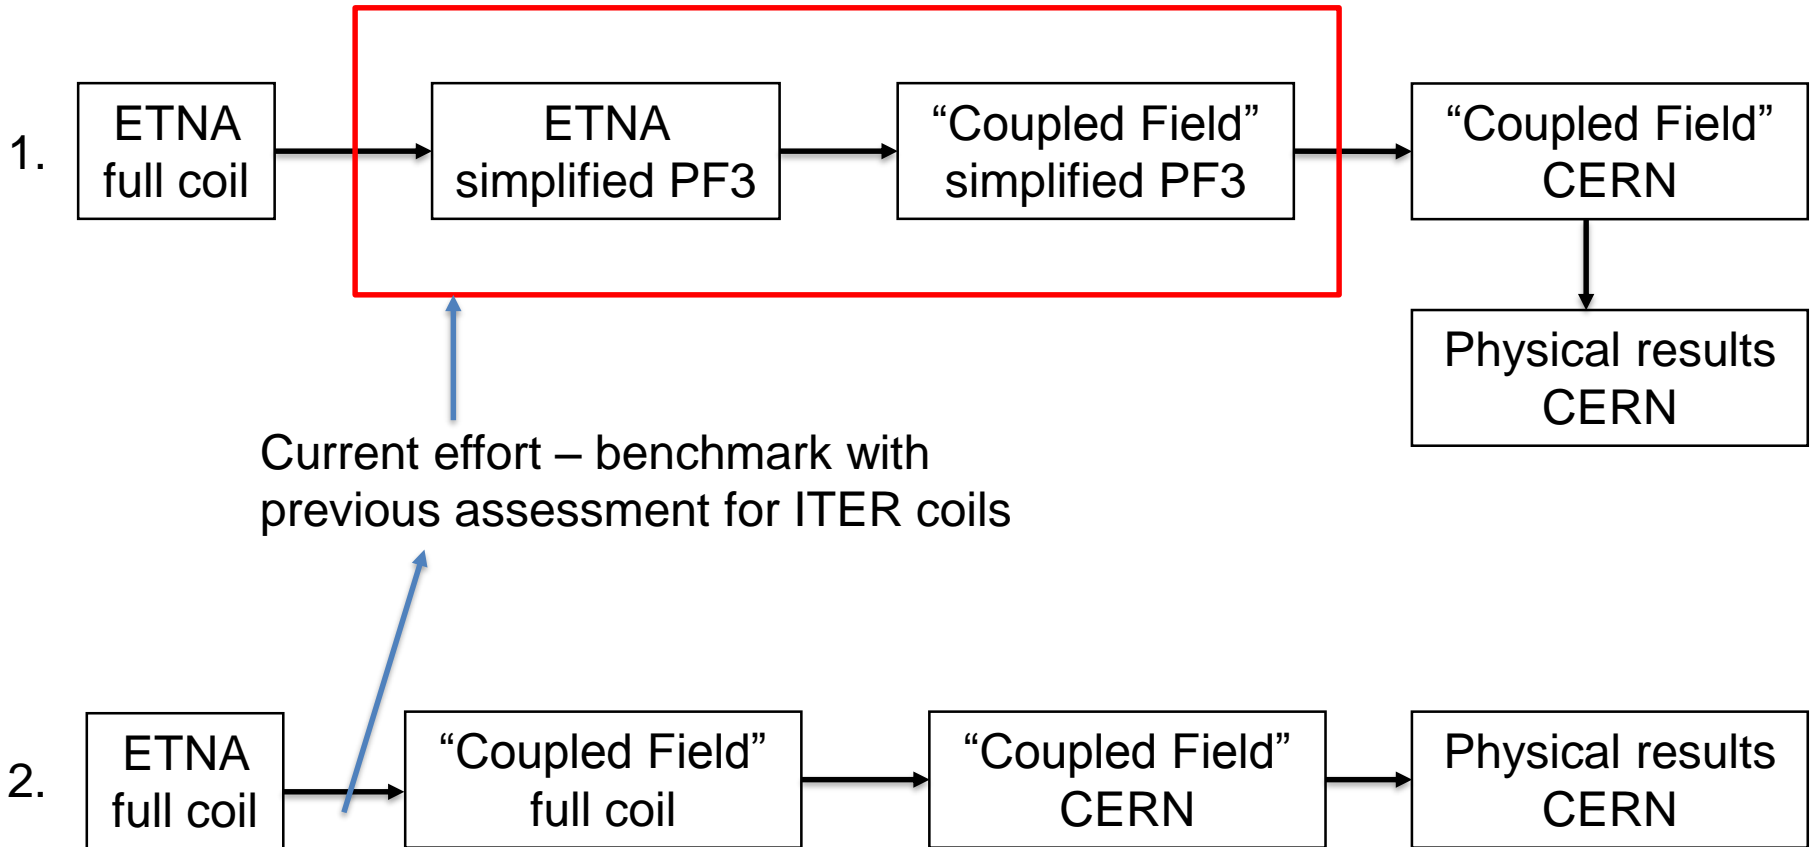 1.
ETNA
full coil
ETNA
simplified PF3
“Coupled Field”
simplified PF3
“Coupled Field”
CERN
Physical results
CERN
Current effort – benchmark with
previous assessment for ITER coils
2.
ETNA
full coil
“Coupled Field”
full coil
“Coupled Field”
CERN
Physical results
CERN